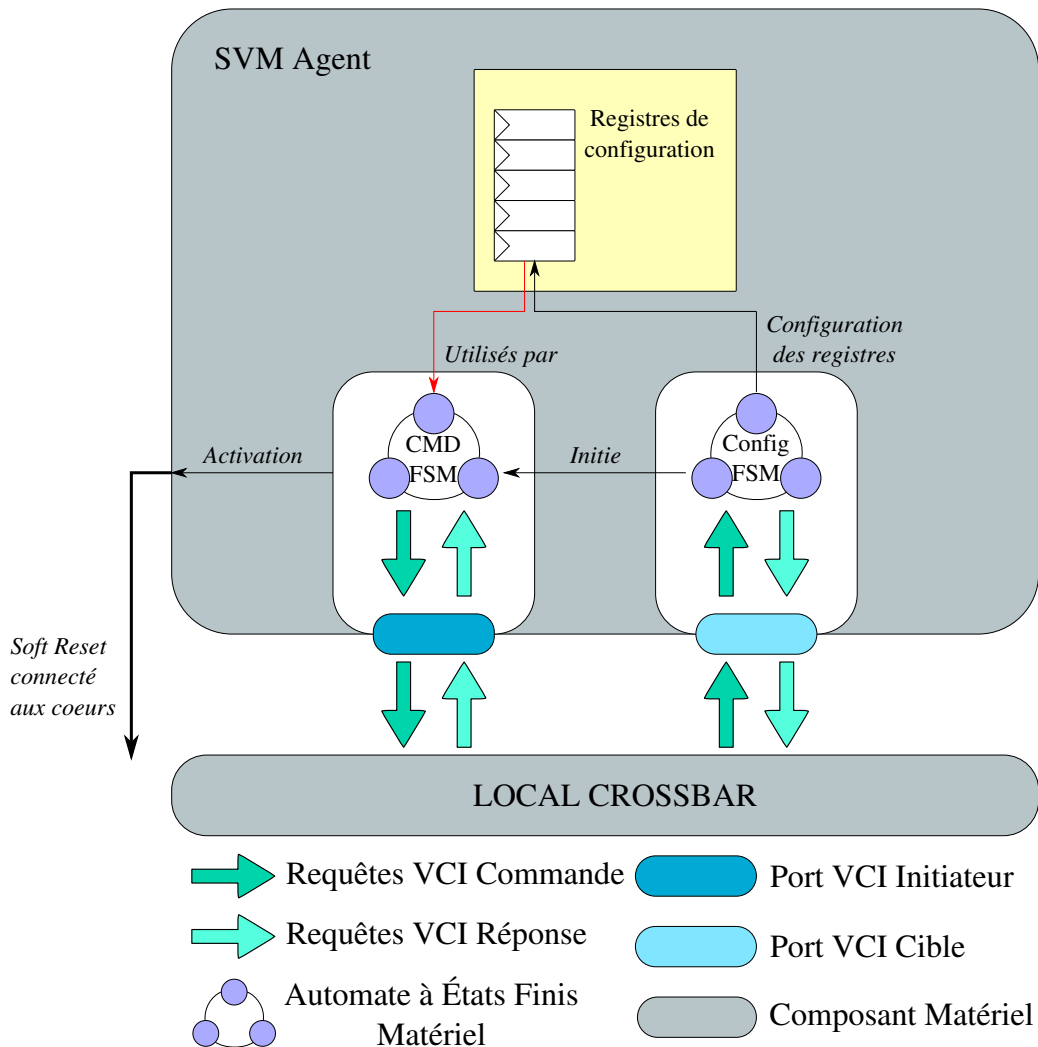 SVM Agent
Registres de
configuration
Configuration
des registres
Utilisés par
CMD
FSM
Config
FSM
Activation
Initie
Soft Reset
connecté
aux coeurs
LOCAL CROSSBAR
Requêtes VCI Commande
Port VCI Initiateur
Requêtes VCI Réponse
Port VCI Cible
Automate à États Finis
Matériel
Composant Matériel